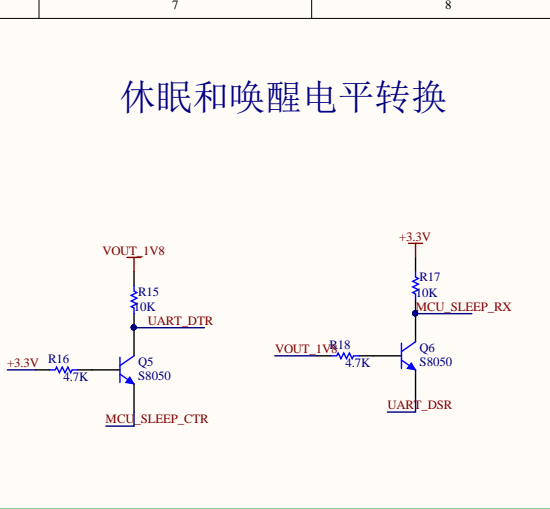 7
8
休眠和唤醒电平转换
VOUT_1V8
R15
10K
UART_DTR
+3.3V
R16
4.7K
Q5
S8050
MCU_SLEEP_CTR
+3.3V
R17
10K
MCU_SLEEP_RX
VOUT_1V8
R18
4.7K
Q6
S8050
UART_DSR